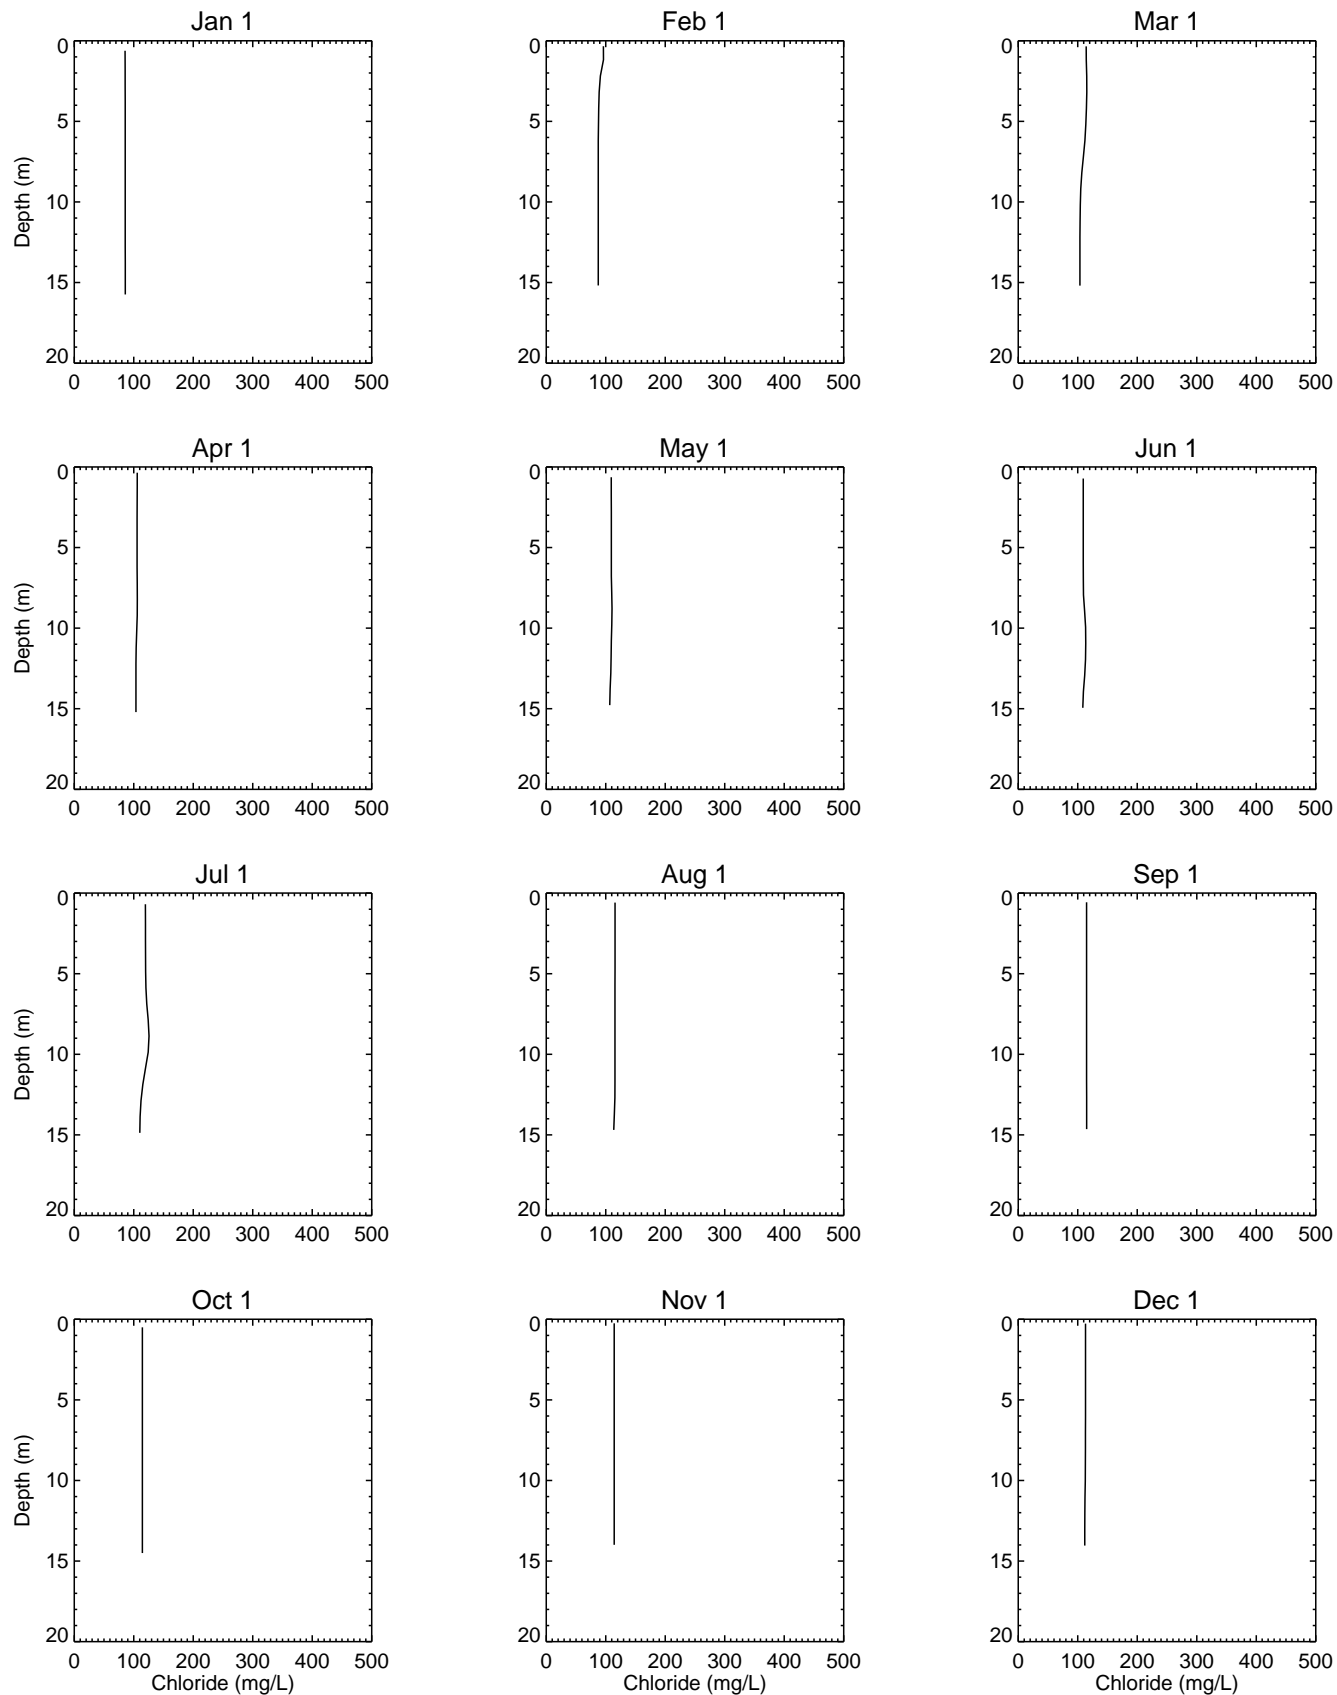 Jan 1 Feb 1 Mar 1
0 0 0
5 5 5
Depth (m)
10 10 10
15 15 15
20 20 20
0 100 200 300 400 500 0 100 200 300 400 500 0 100 200 300 400 500
Apr 1 May 1 Jun 1
0 0 0
5 5 5
Depth (m)
10 10 10
15 15 15
20 20 20
0 100 200 300 400 500 0 100 200 300 400 500 0 100 200 300 400 500
Jul 1 Aug 1 Sep 1
0 0 0
5 5 5
Depth (m)
10 10 10
15 15 15
20 20 20
0 100 200 300 400 500 0 100 200 300 400 500 0 100 200 300 400 500
Oct 1 Nov 1 Dec 1
0 0 0
5 5 5
Depth (m)
10 10 10
15 15 15
20 20 20
0 100 200 300 400 500 0 100 200 300 400 500 0 100 200 300 400 500
Chloride (mg/L) Chloride (mg/L) Chloride (mg/L)